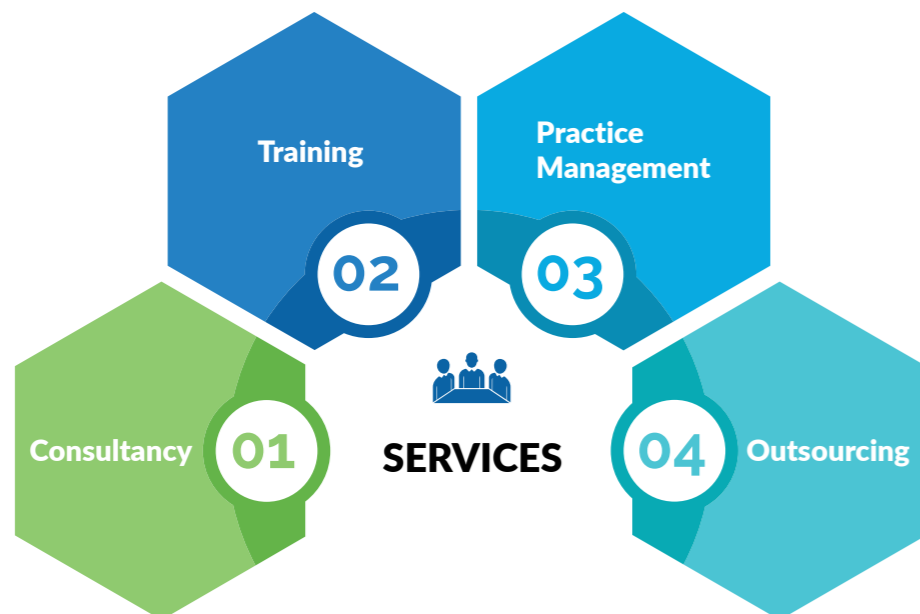 Consultancy
01
Training
02
Practice
Management
03
Outsourcing
04
SERVICES